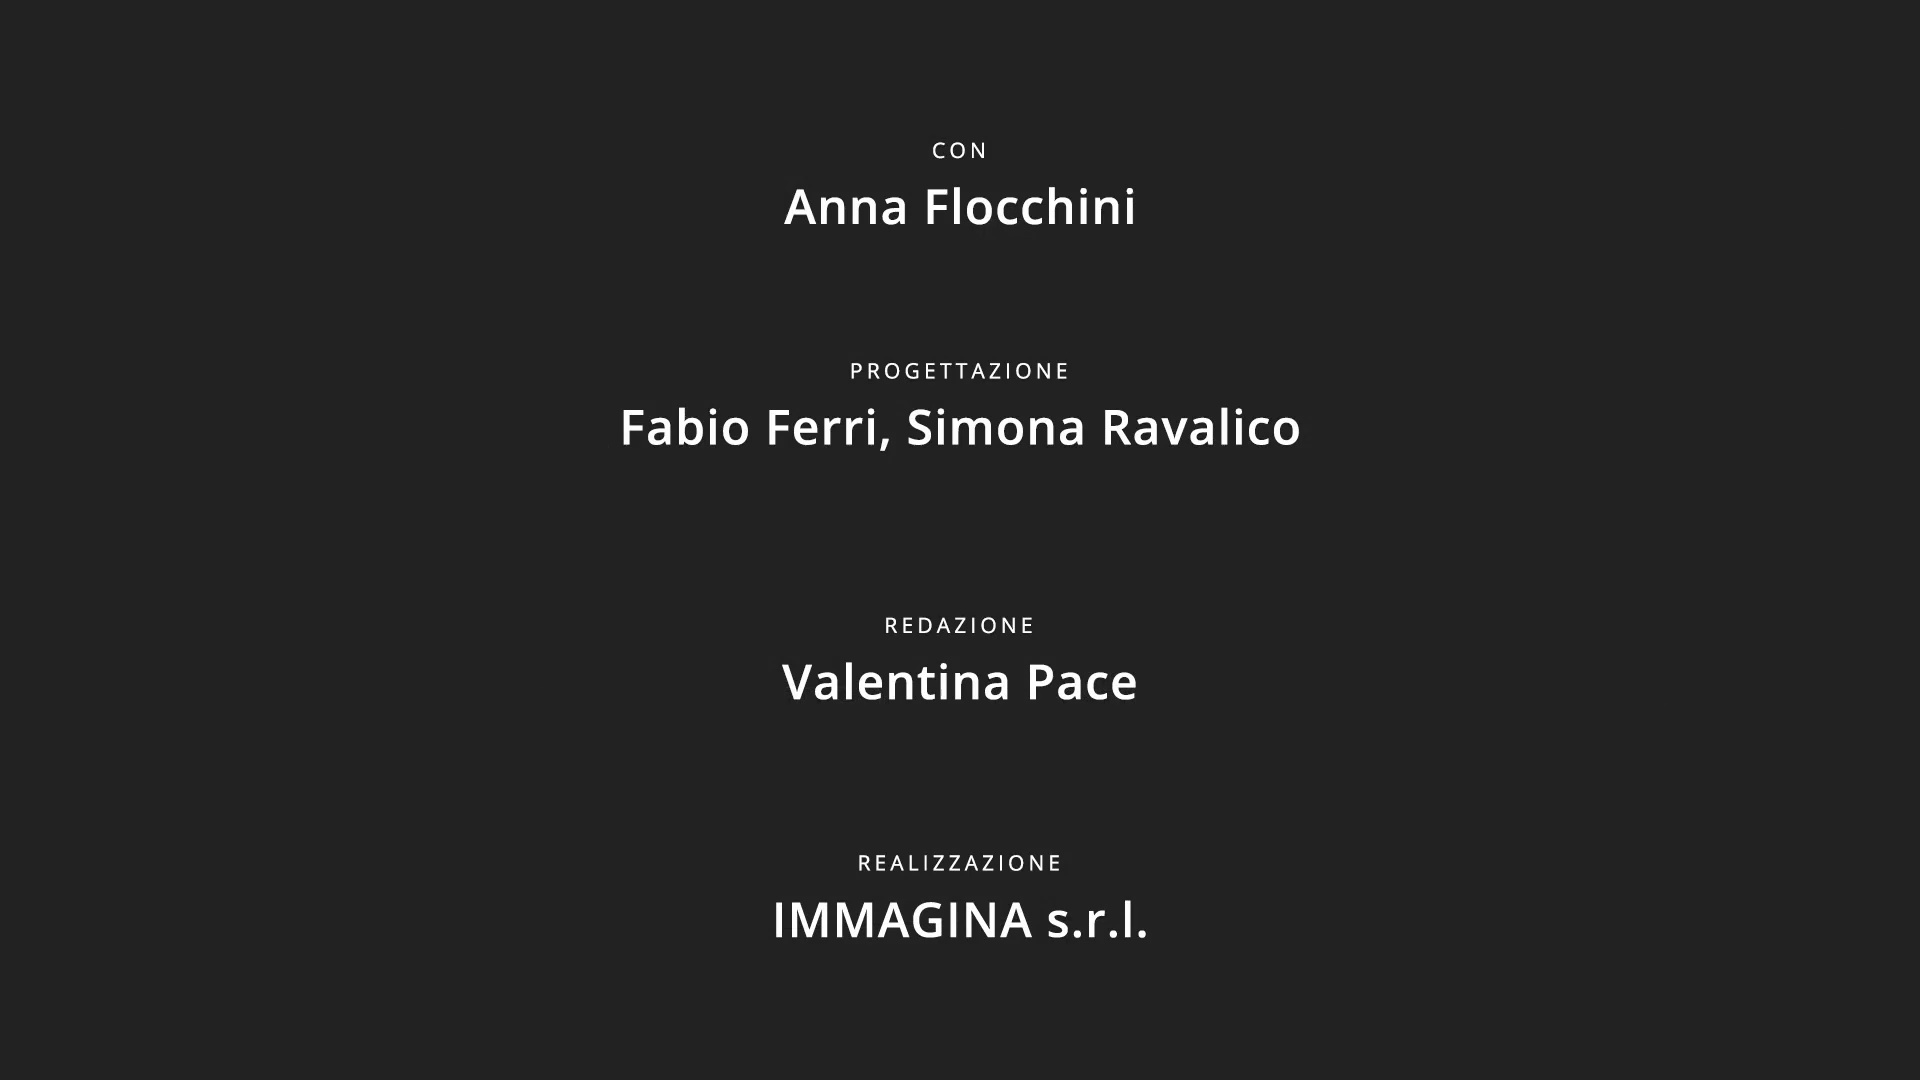 CON
Anna Flocchini
PROGETTAZIONE
Fabio Ferri, Simona Ravalico
REDAZIONE
Valentina Pace
REALIZZAZIONE
IMMAGINA s.r.l.